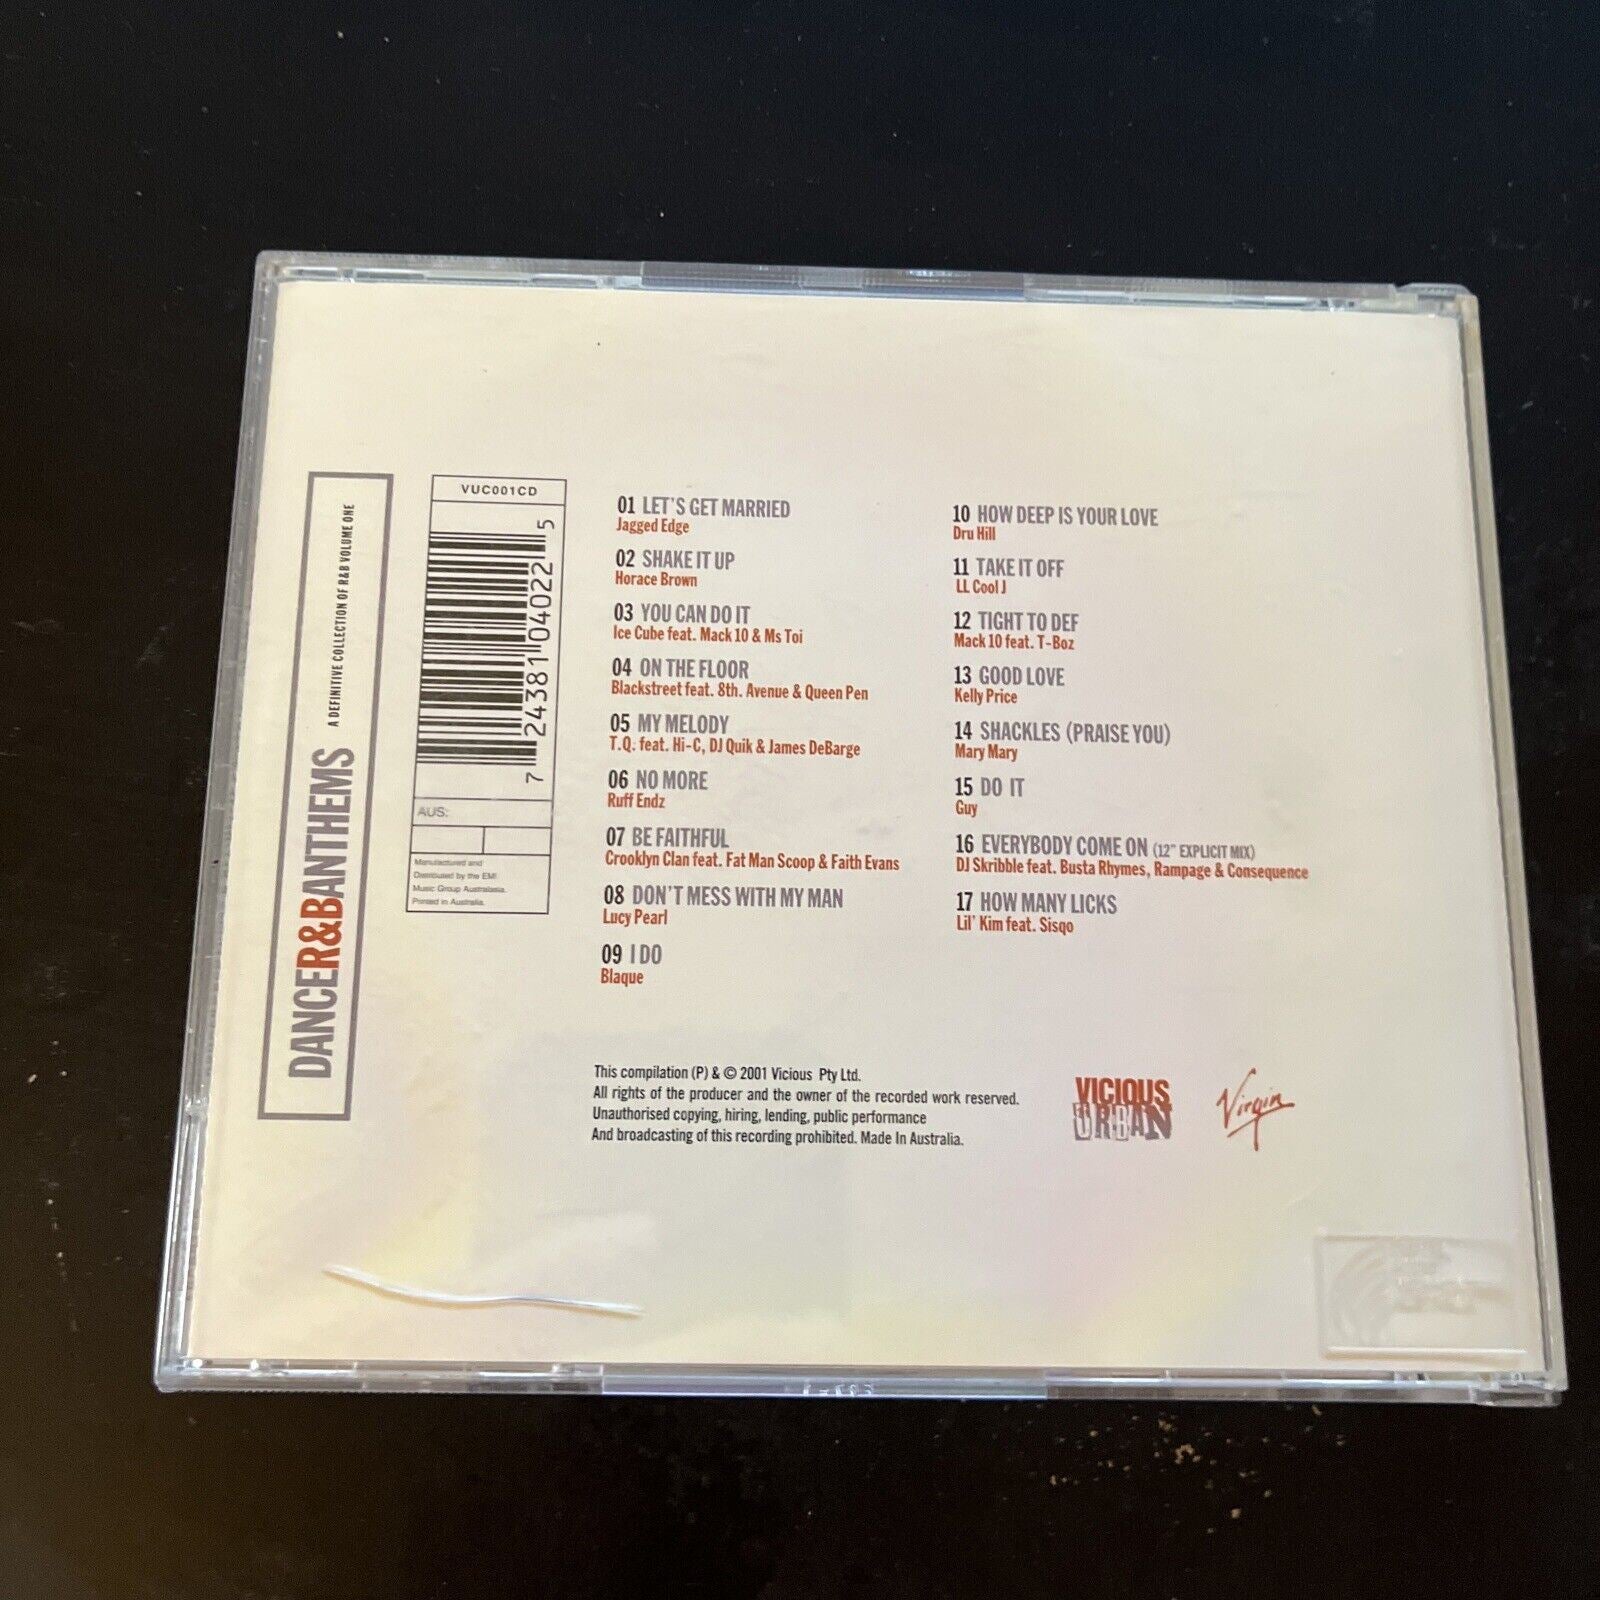 DANCER&BANTHEMS
A DEFINITIVE COLLECTION OF R&B VOLUME ONE
VUC001CD
7 24381 04022 5
AUS:
Manufactured and
Distributed by the EMI
Music Group Australasia.
Printed in Australia.
01 LET'S GET MARRIED
Jagged Edge
02 SHAKE IT UP
Horace Brown
03 YOU CAN DO IT
Ice Cube feat. Mack 10 & Ms Toi
04 ON THE FLOOR
Blackstreet feat. 8th. Avenue & Queen Pen
05 MY MELODY
T.Q. feat. Hi-C, DJ Quik & James DeBarge
06 NO MORE
Ruff Endz
07 BE FAITHFUL
Crooklyn Clan feat. Fat Man Scoop & Faith Evans
08 DON'T MESS WITH MY MAN
Lucy Pearl
09 I DO
Blaque
10 HOW DEEP IS YOUR LOVE
Dru Hill
11 TAKE IT OFF
LL Cool J
12 TIGHT TO DEF
Mack 10 feat. T-Boz
13 GOOD LOVE
Kelly Price
14 SHACKLES (PRAISE YOU)
Mary Mary
15 DO IT
Guy
16 EVERYBODY COME ON (12" EXPLICIT MIX)
DJ Skribble feat. Busta Rhymes, Rampage & Consequence
17 HOW MANY LICKS
Lil' Kim feat. Sisqo
This compilation (P) & © 2001 Vicious Pty Ltd.
All rights of the producer and the owner of the recorded work reserved.
Unauthorised copying, hiring, lending, public performance
And broadcasting of this recording prohibited. Made In Australia.
VICIOUS
URBAN
Virgin